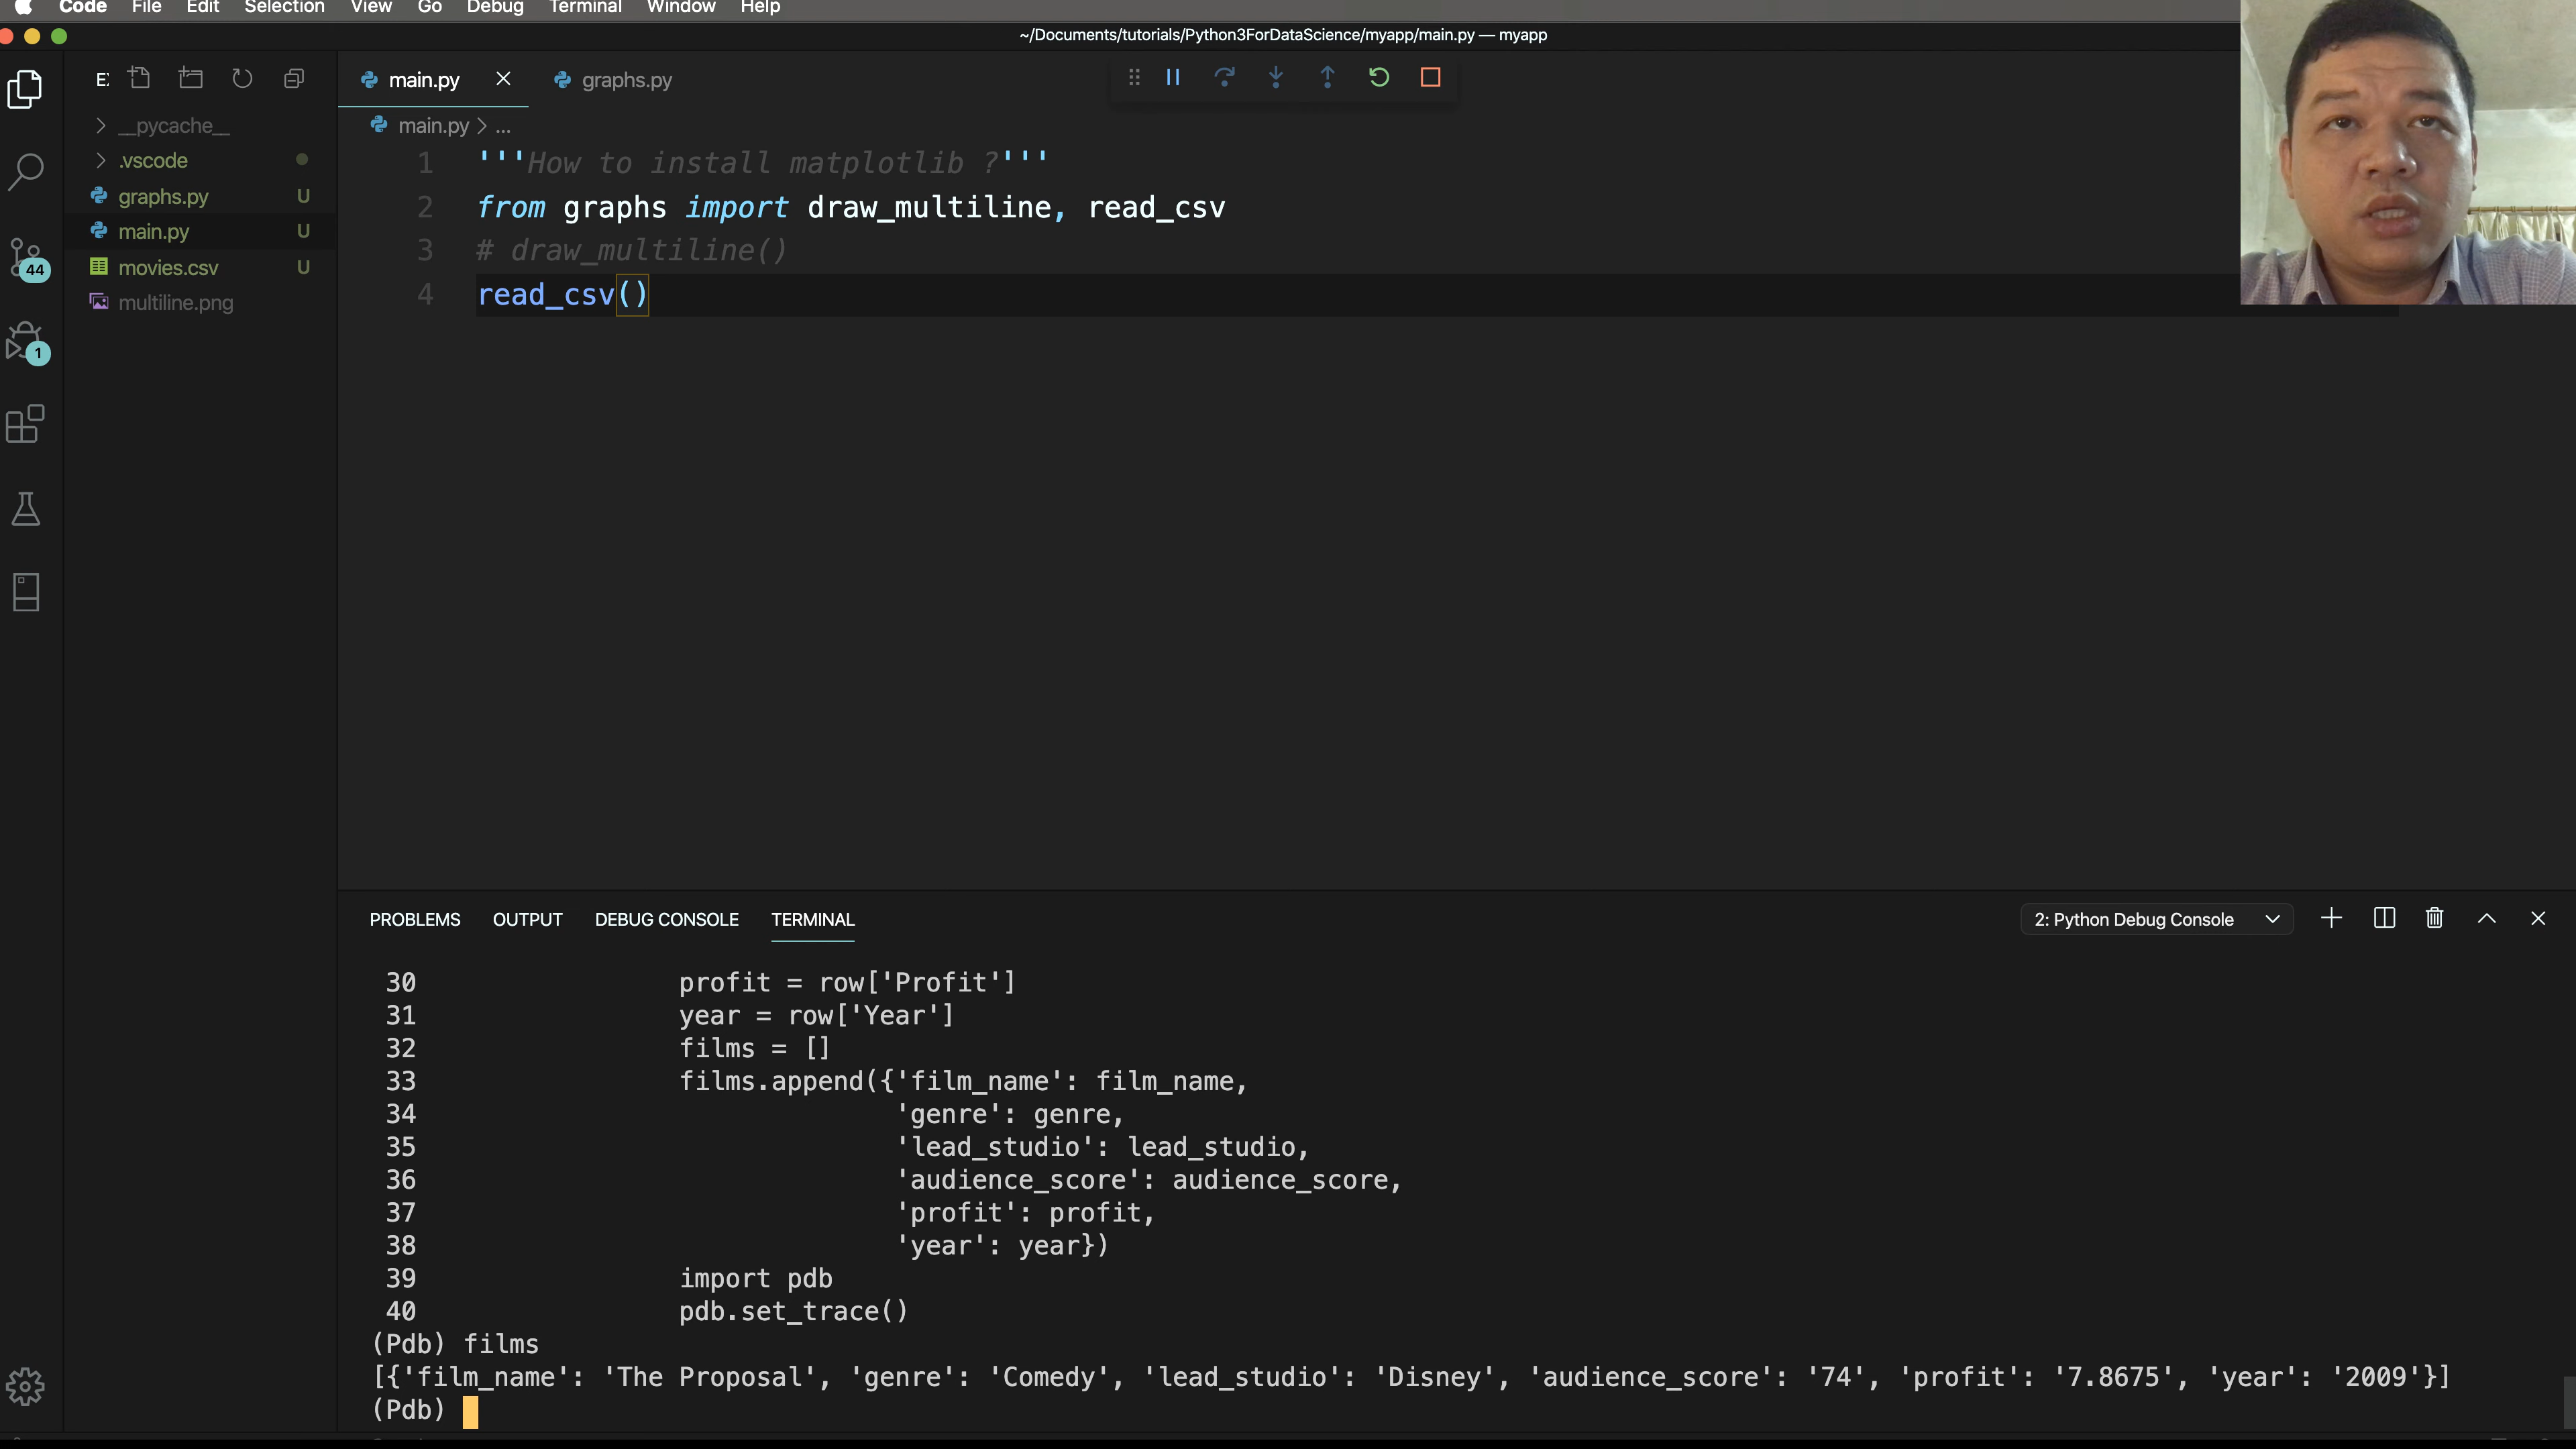 Code File Edit Selection View Go Debug Terminal Window Help
~/Documents/tutorials/Python3ForDataScience/myapp/main.py — myapp
main.py graphs.py
main.py > ...
__pycache__
.vscode
graphs.py U
main.py U
movies.csv U
multiline.png
44
1
1 '''How to install matplotlib ?'''
2 from graphs import draw_multiline, read_csv
3 # draw_multiline()
4 read_csv()
PROBLEMS OUTPUT DEBUG CONSOLE TERMINAL 2: Python Debug Console
30 profit = row['Profit']
31 year = row['Year']
32 films = []
33 films.append({'film_name': film_name,
34 'genre': genre,
35 'lead_studio': lead_studio,
36 'audience_score': audience_score,
37 'profit': profit,
38 'year': year})
39 import pdb
40 pdb.set_trace()
(Pdb) films
[{'film_name': 'The Proposal', 'genre': 'Comedy', 'lead_studio': 'Disney', 'audience_score': '74', 'profit': '7.8675', 'year': '2009'}]
(Pdb)